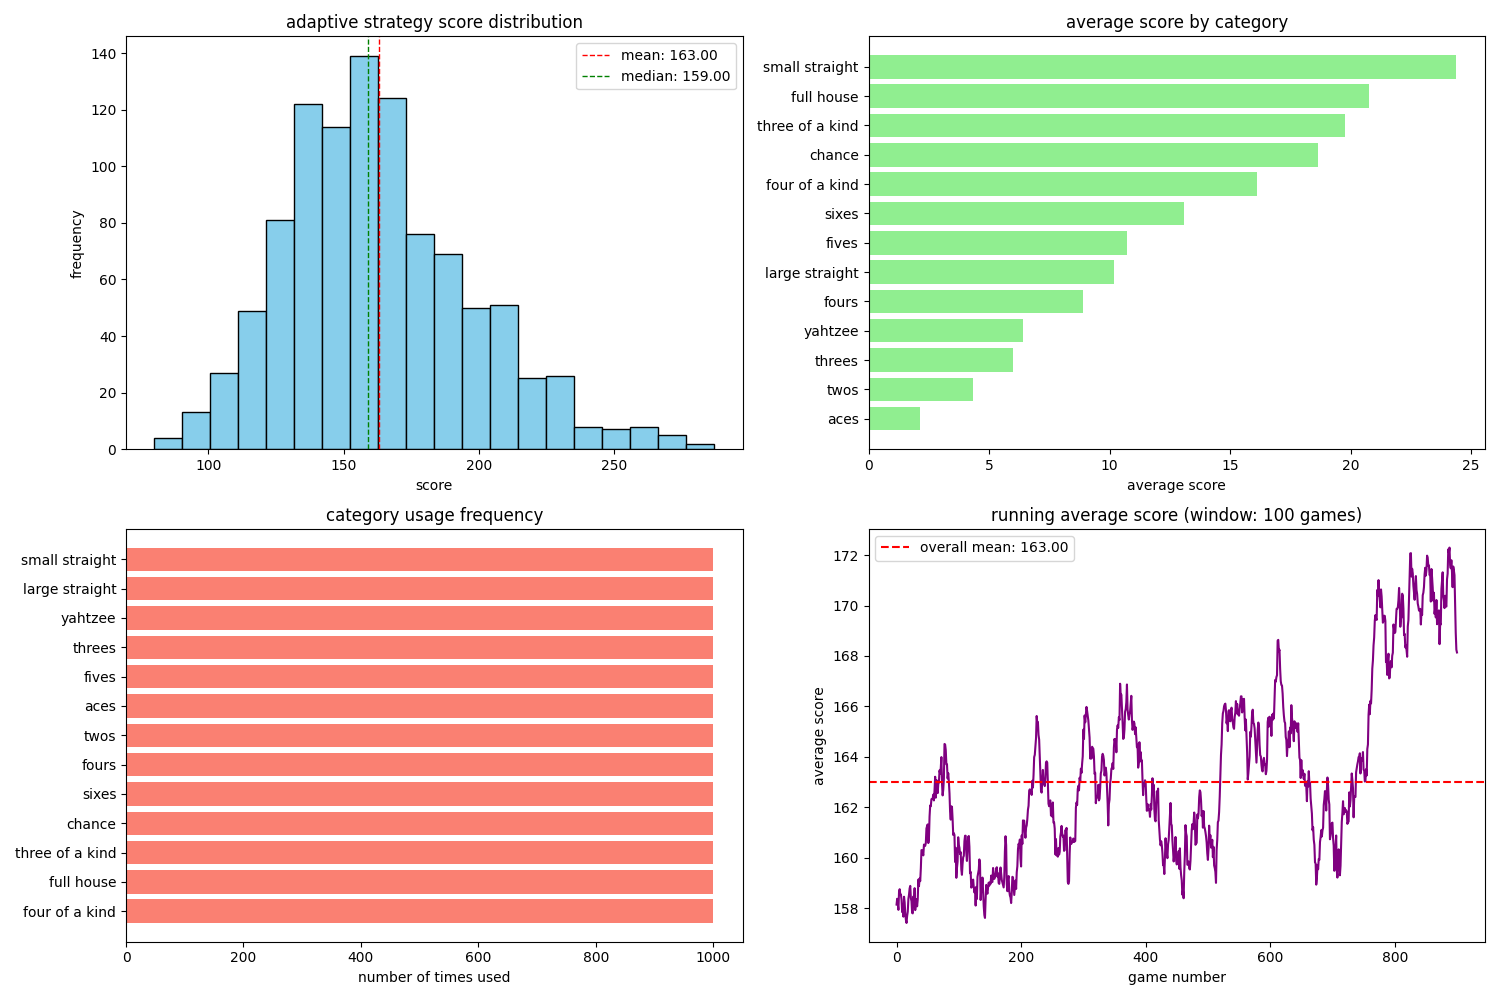 adaptive strategy score distribution
140
120
100
80
60
40
20
0
frequency
100 150 200 250
score
mean: 163.00
median: 159.00
average score by category
small straight
full house
three of a kind
chance
four of a kind
sixes
fives
large straight
fours
yahtzee
threes
twos
aces
0 5 10 15 20 25
average score
category usage frequency
small straight
large straight
yahtzee
threes
fives
aces
twos
fours
sixes
chance
three of a kind
full house
four of a kind
0 200 400 600 800 1000
number of times used
running average score (window: 100 games)
overall mean: 163.00
172
170
168
166
164
162
160
158
average score
0 200 400 600 800
game number